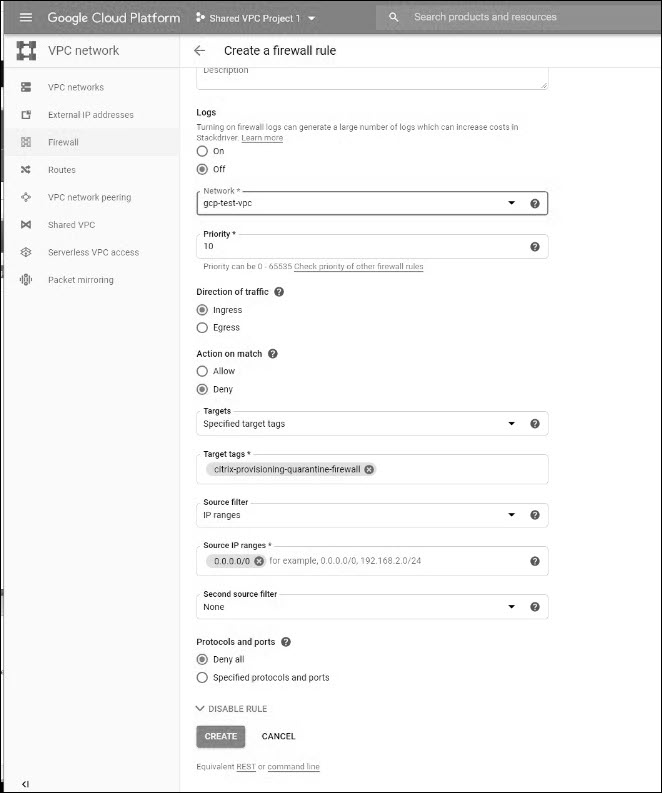 Google Cloud Platform
Shared VPC Project 1
Search products and resources
VPC network
Create a firewall rule
VPC networks
External IP addresses
Firewall
Routes
VPC network peering
Shared VPC
Serverless VPC access
Packet mirroring
Description
Logs
Turning on firewall logs can generate a large number of logs which can increase costs in
Stackdriver. Learn more
On
Off
Network *
gcp-test-vpc
Priority *
10
Priority can be 0 - 65535 Check priority of other firewall rules
Direction of traffic
Ingress
Egress
Action on match
Allow
Deny
Targets
Specified target tags
Target tags *
citrix-provisioning-quarantine-firewall
Source filter
IP ranges
Source IP ranges *
0.0.0.0/0 for example, 0.0.0.0/0, 192.168.2.0/24
Second source filter
None
Protocols and ports
Deny all
Specified protocols and ports
DISABLE RULE
CREATE CANCEL
Equivalent REST or command line